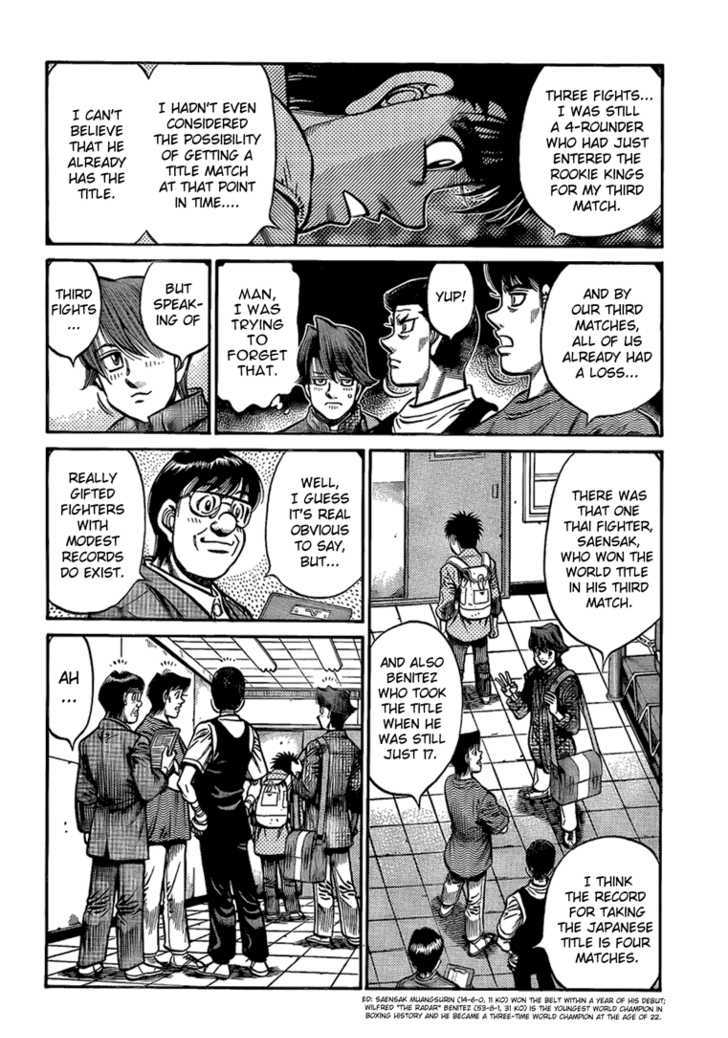 THREE FIGHTS...
I WAS STILL
A 4-ROUNDER
WHO HAD JUST
ENTERED THE
ROOKIE KINGS
FOR MY THIRD
MATCH.
I HADN'T EVEN
CONSIDERED
THE POSSIBILITY
OF GETTING A
TITLE MATCH
AT THAT POINT
IN TIME....
I CAN'T
BELIEVE
THAT HE
ALREADY
HAS THE
TITLE.
AND BY
OUR THIRD
MATCHES,
ALL OF US
ALREADY HAD
A LOSS...
YUP!
MAN,
I WAS
TRYING
TO
FORGET
THAT.
BUT
SPEAK-
ING OF
THIRD
FIGHTS
...
THERE WAS
THAT ONE
THAI FIGHTER,
SAENSAK,
WHO WON THE
WORLD TITLE
IN HIS THIRD
MATCH.
AND ALSO
BENITEZ
WHO TOOK
THE TITLE
WHEN HE
WAS STILL
JUST 17.
I THINK
THE RECORD
FOR TAKING
THE JAPANESE
TITLE IS FOUR
MATCHES.
WELL,
I GUESS
IT'S REAL
OBVIOUS
TO SAY,
BUT...
REALLY
GIFTED
FIGHTERS
WITH
MODEST
RECORDS
DO EXIST.
AH
...
ED: SAENSAK MUANGSURIN (14-6-0, 11 KO) WON THE BELT WITHIN A YEAR OF HIS DEBUT;
WILFRED "THE RADAR" BENITEZ (53-8-1, 31 KO) IS THE YOUNGEST WORLD CHAMPION IN
BOXING HISTORY AND HE BECAME A THREE-TIME WORLD CHAMPION AT THE AGE OF 22.